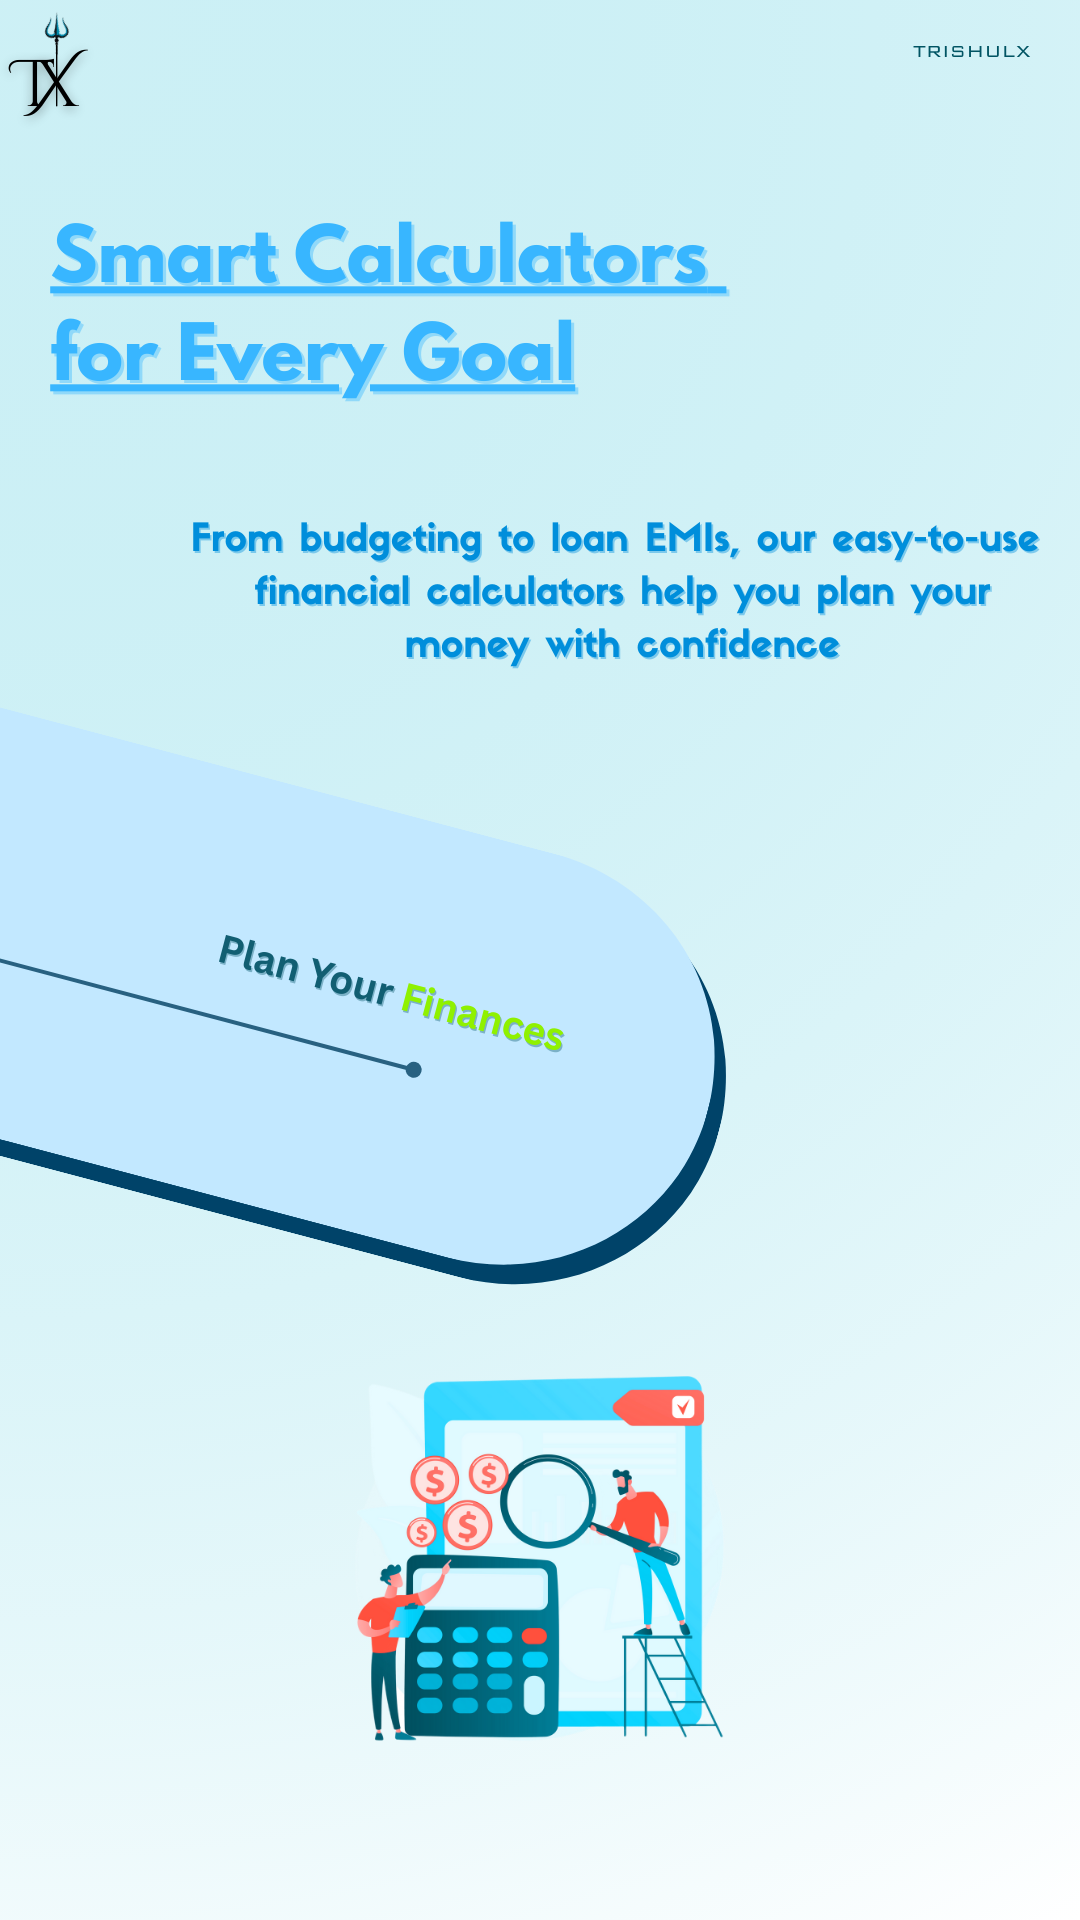 TX
TRISHULX
Smart Calculators
for Every Goal
From budgeting to loan EMIs, our easy-to-use
financial calculators help you plan your
money with confidence
Plan Your Finances
$ $
$ $